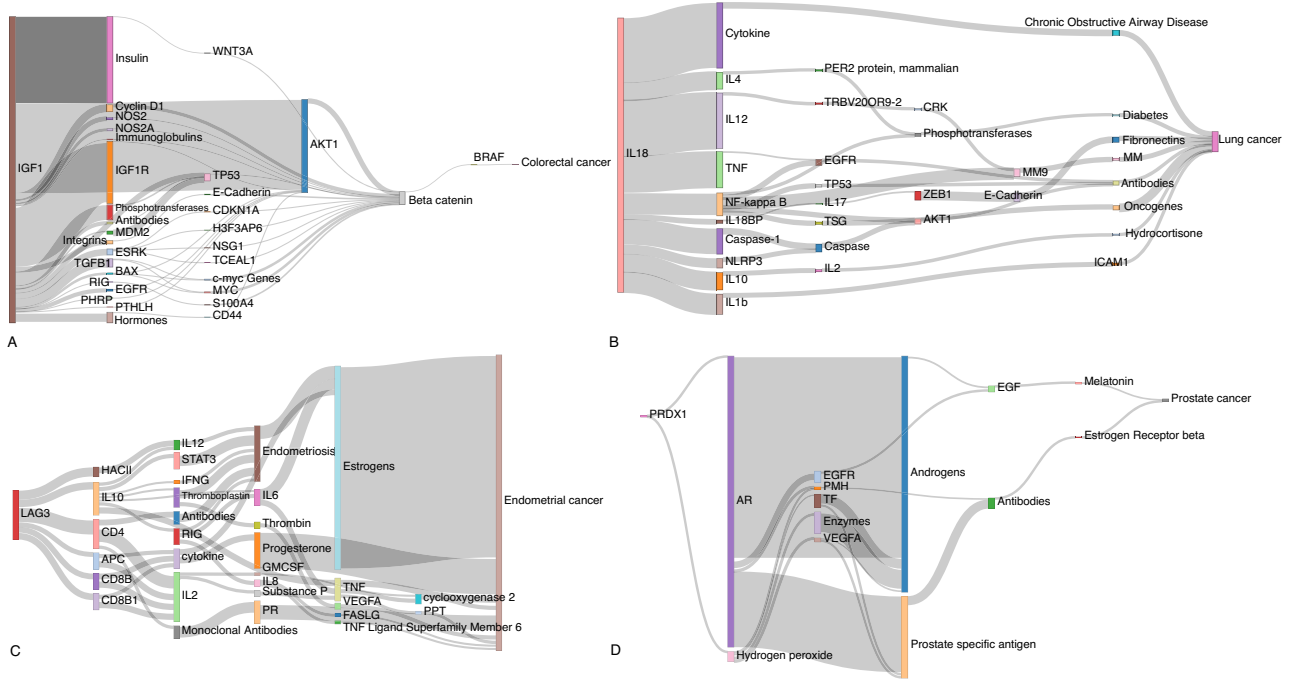 IGF1
Insulin
Cyclin D1
NOS2
NOS2A
Immunoglobulins
IGF1R
Phosphotransferases
Antibodies
MDM2
Integrins
ESRK
TGFB1
BAX
RIG
EGFR
PHRP
PTHLH
Hormones
WNT3A
TP53
E-Cadherin
CDKN1A
H3F3AP6
NSG1
TCEAL1
c-myc Genes
MYC
S100A4
CD44
AKT1
Beta catenin
BRAF
Colorectal cancer
A
IL18
Cytokine
IL4
IL12
TNF
NF-kappa B
IL18BP
Caspase-1
NLRP3
IL10
IL1b
PER2 protein, mammalian
TRBV20OR9-2
EGFR
TP53
IL17
TSG
Caspase
IL2
CRK
Phosphotransferases
ZEB1
AKT1
MM9
E-Cadherin
Chronic Obstructive Airway Disease
Diabetes
Fibronectins
MM
Antibodies
Oncogenes
Hydrocortisone
ICAM1
Lung cancer
B
LAG3
HACII
IL10
CD4
APC
CD8B
CD8B1
IL12
STAT3
IFNG
Thromboplastin
Antibodies
RIG
cytokine
IL2
Monoclonal Antibodies
Endometriosis
IL6
Thrombin
Progesterone
GMCSF
IL8
Substance P
PR
Estrogens
TNF
VEGFA
FASLG
TNF Ligand Superfamily Member 6
cyclooxygenase 2
PPT
Endometrial cancer
C
PRDX1
AR
Hydrogen peroxide
EGFR
PMH
TF
Enzymes
VEGFA
Androgens
Prostate specific antigen
EGF
Antibodies
Melatonin
Estrogen Receptor beta
Prostate cancer
D